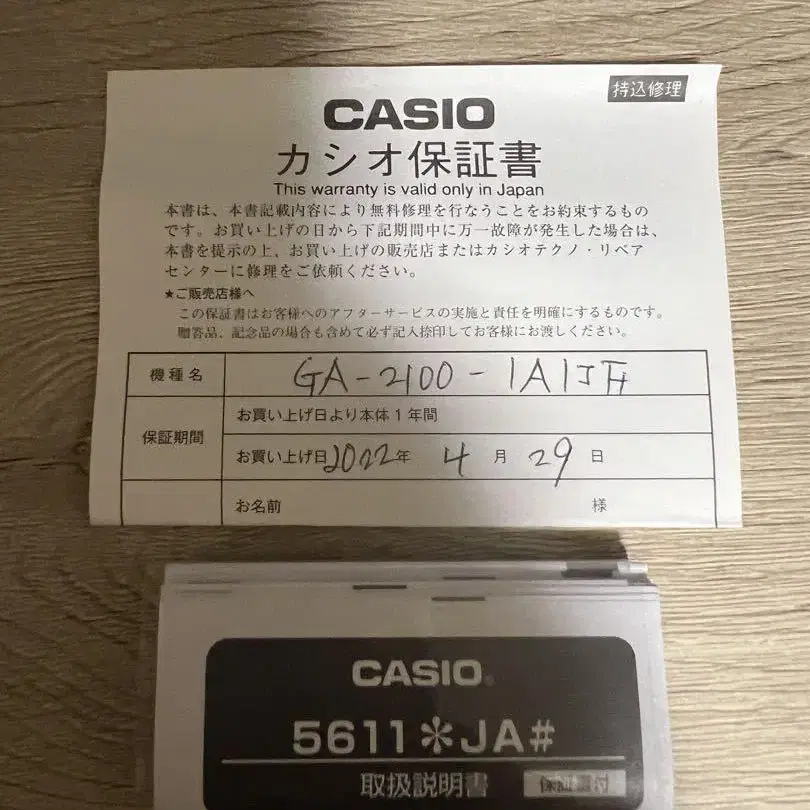 持込修理
CASIO
カシオ保証書
This warranty is valid only in Japan
本書は、本書記載内容により無料修理を行なうことをお約束するもの
です。お買い上げの日から下記期間中に万一故障が発生した場合は、
本書を提示の上、お買い上げの販売店またはカシオテクノ・リペア
センターに修理をご依頼ください。
★ご販売店様へ
この保証書はお客様へのアフターサービスの実施と責任を明確にするものです。
贈答品、記念品の場合も含めて必ず記入捺印してお客様にお渡しください。
機種名 GA-2100-1A1JF
保証期間 お買い上げ日より本体1年間
お買い上げ日 2022年 4月 29日
お名前 様
CASIO®
5611✻JA#
取扱説明書 保証書付